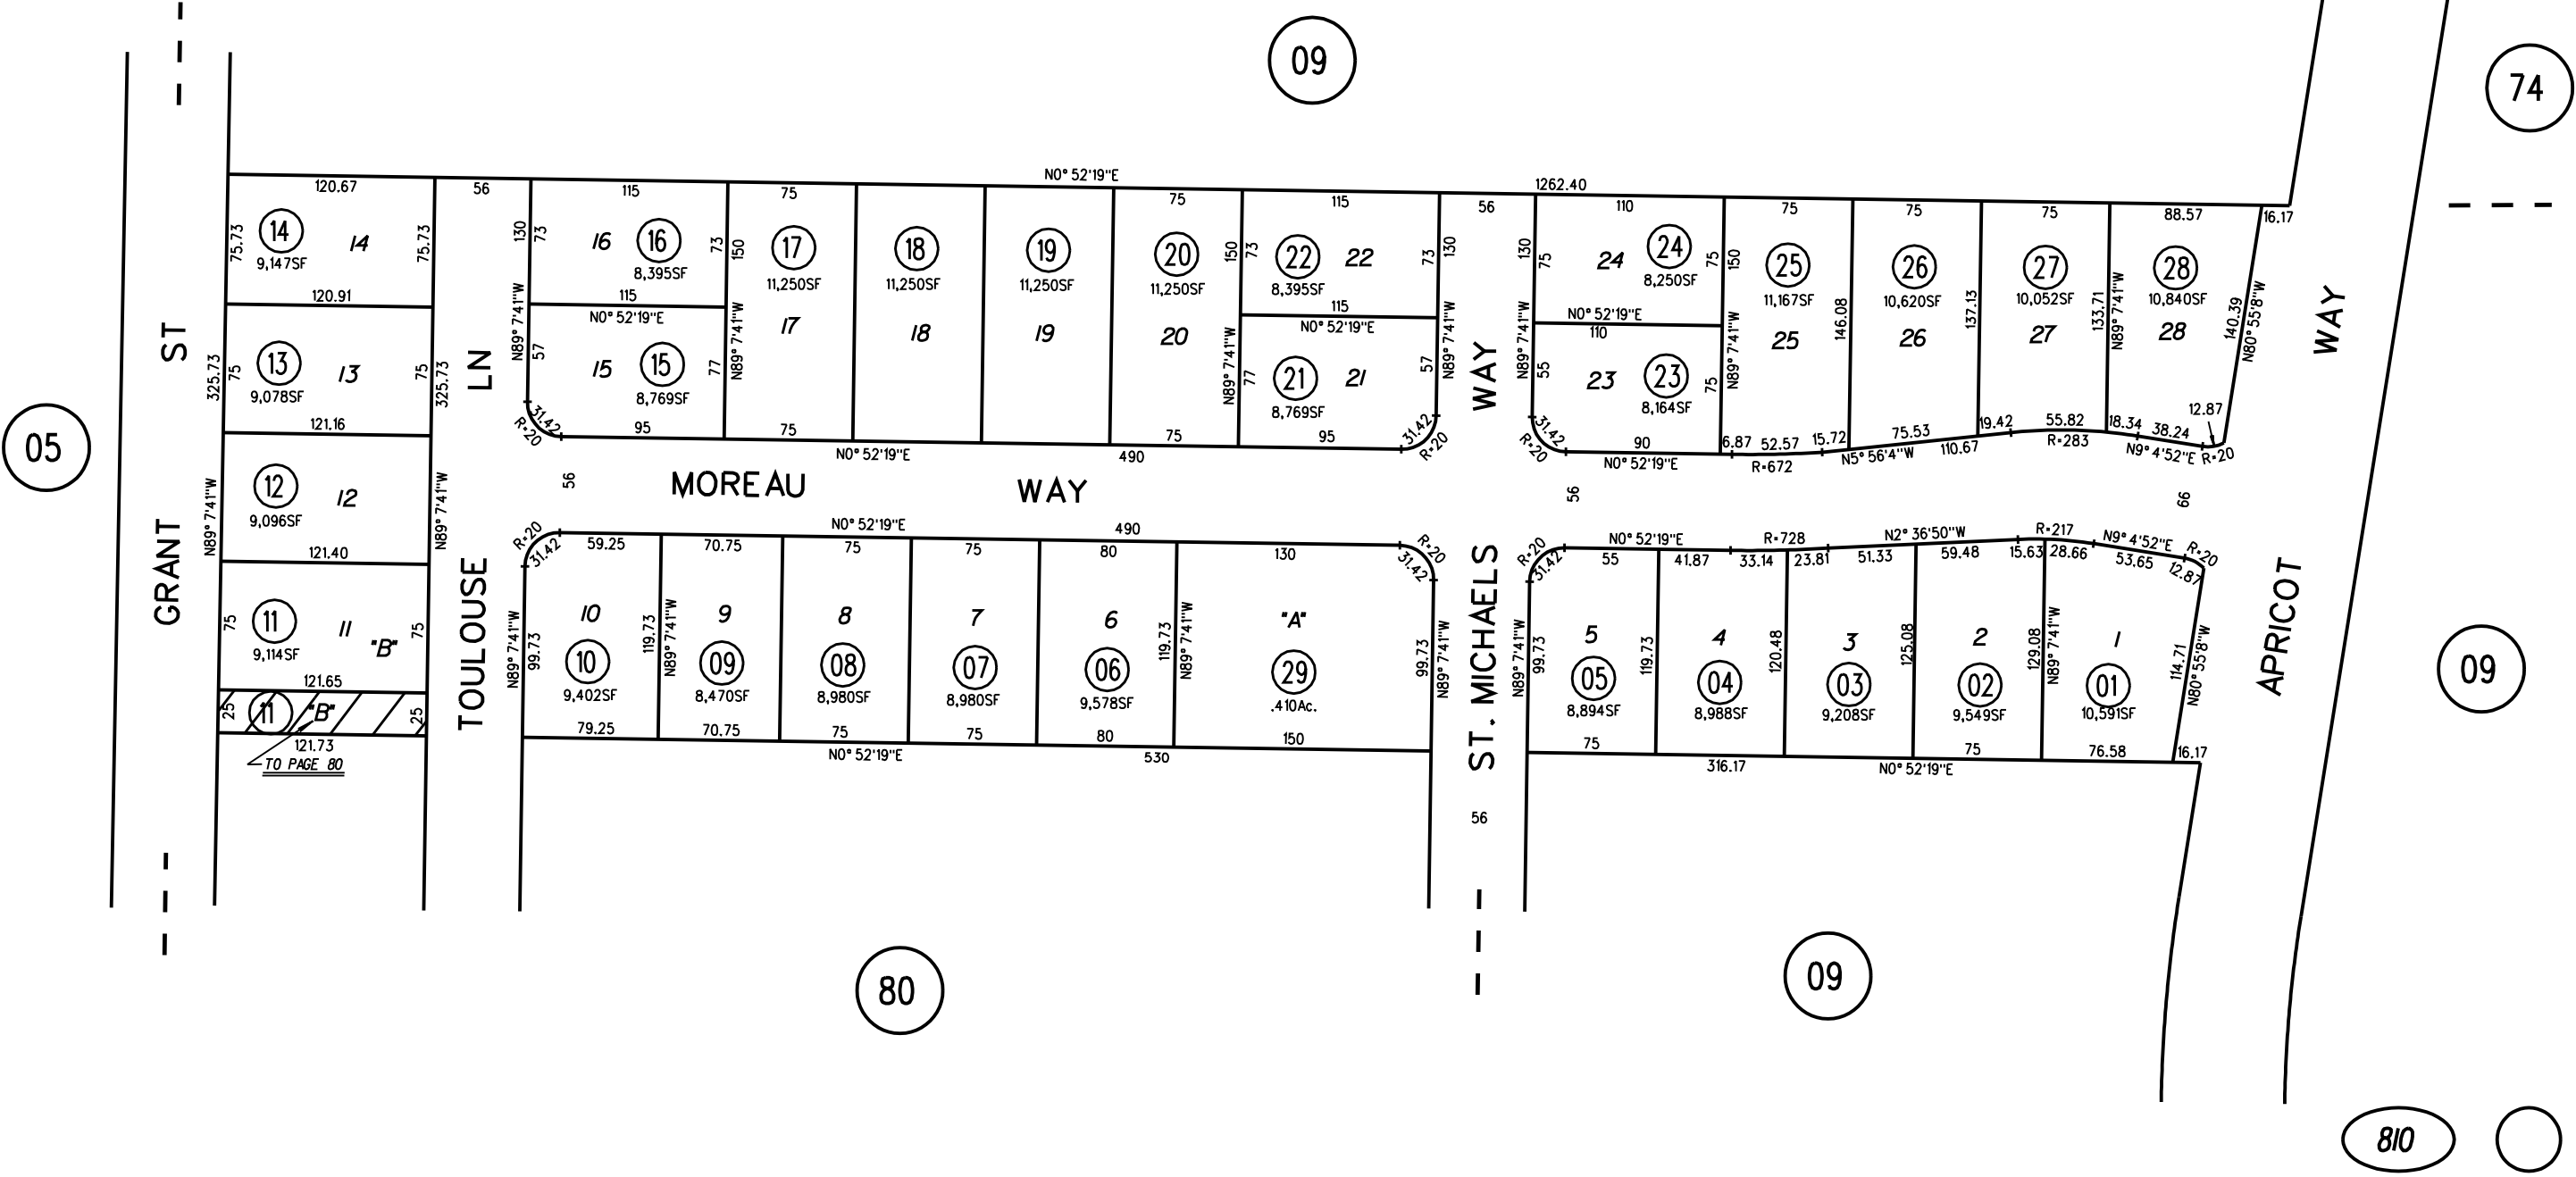 09
74
05
09
80
09
810
GRANT ST
TOULOUSE LN
MOREAU WAY
ST. MICHAELS WAY
APRICOT WAY
N0° 52'19"E
1262.40
120.67
56
115
75
75
115
56
110
75
75
75
88.57
16.17
75.73
14
14
9,147SF
75.73
120.91
325.73
75
13
13
9,078SF
75
325.73
121.16
N89° 7'41"W
12
12
9,096SF
N89° 7'41"W
121.40
75
11
11
9,114SF
"B"
75
121.65
25
11
"B"
25
121.73
TO PAGE 80
130
73
16
16
8,395SF
73
115
N0° 52'19"E
N89° 7'41"W
57
15
15
8,769SF
77
31.42
R=20
95
150
N89° 7'41"W
17
11,250SF
17
75
18
11,250SF
18
19
11,250SF
19
20
11,250SF
20
75
150
N89° 7'41"W
73
22
8,395SF
22
73
115
N0° 52'19"E
77
21
8,769SF
21
57
95
31.42
R=20
130
N89° 7'41"W
N0° 52'19"E
490
130
N89° 7'41"W
75
24
24
8,250SF
75
N0° 52'19"E
110
55
23
23
8,164SF
75
31.42
R=20
90
N0° 52'19"E
150
N89° 7'41"W
25
11,167SF
25
146.08
6.87
52.57
15.72
R=672
26
10,620SF
26
137.13
75.53
N5° 56'4"W
110.67
27
10,052SF
27
133.71
N89° 7'41"W
19.42
55.82
R=283
28
10,840SF
28
140.39
N80° 55'8"W
12.87
18.34
38.24
N9° 4'52"E
R=20
56
56
66
R=20
31.42
59.25
N0° 52'19"E
490
70.75
75
75
80
130
R=20
31.42
N89° 7'41"W
99.73
10
10
9,402SF
79.25
119.73
N89° 7'41"W
9
09
8,470SF
70.75
8
08
8,980SF
75
7
07
8,980SF
75
6
06
9,578SF
80
119.73
N89° 7'41"W
"A"
29
.410Ac.
150
99.73
N89° 7'41"W
N0° 52'19"E
530
56
R=20
31.42
N0° 52'19"E
55
41.87
R=728
33.14
23.81
N2° 36'50"W
51.33
59.48
R=217
15.63
28.66
N9° 4'52"E
53.65
R=20
12.87
N89° 7'41"W
99.73
5
05
8,894SF
75
119.73
4
04
8,988SF
120.48
3
03
9,208SF
125.08
2
02
9,549SF
75
129.08
N89° 7'41"W
1
01
10,591SF
76.58
114.71
N80° 55'8"W
16.17
316.17
N0° 52'19"E